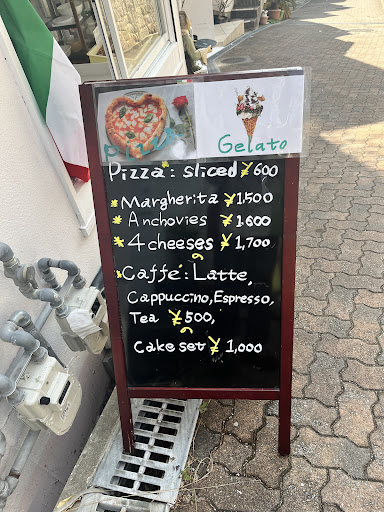 Gelato
Pizza: sliced ¥600
*Margherita ¥1.500
*Anchovies ¥1.600
*4 cheeses ¥1,700
~
*Caffe': Latte,
Cappuccino, Espresso,
Tea ¥500,~
Cake set ¥1,000